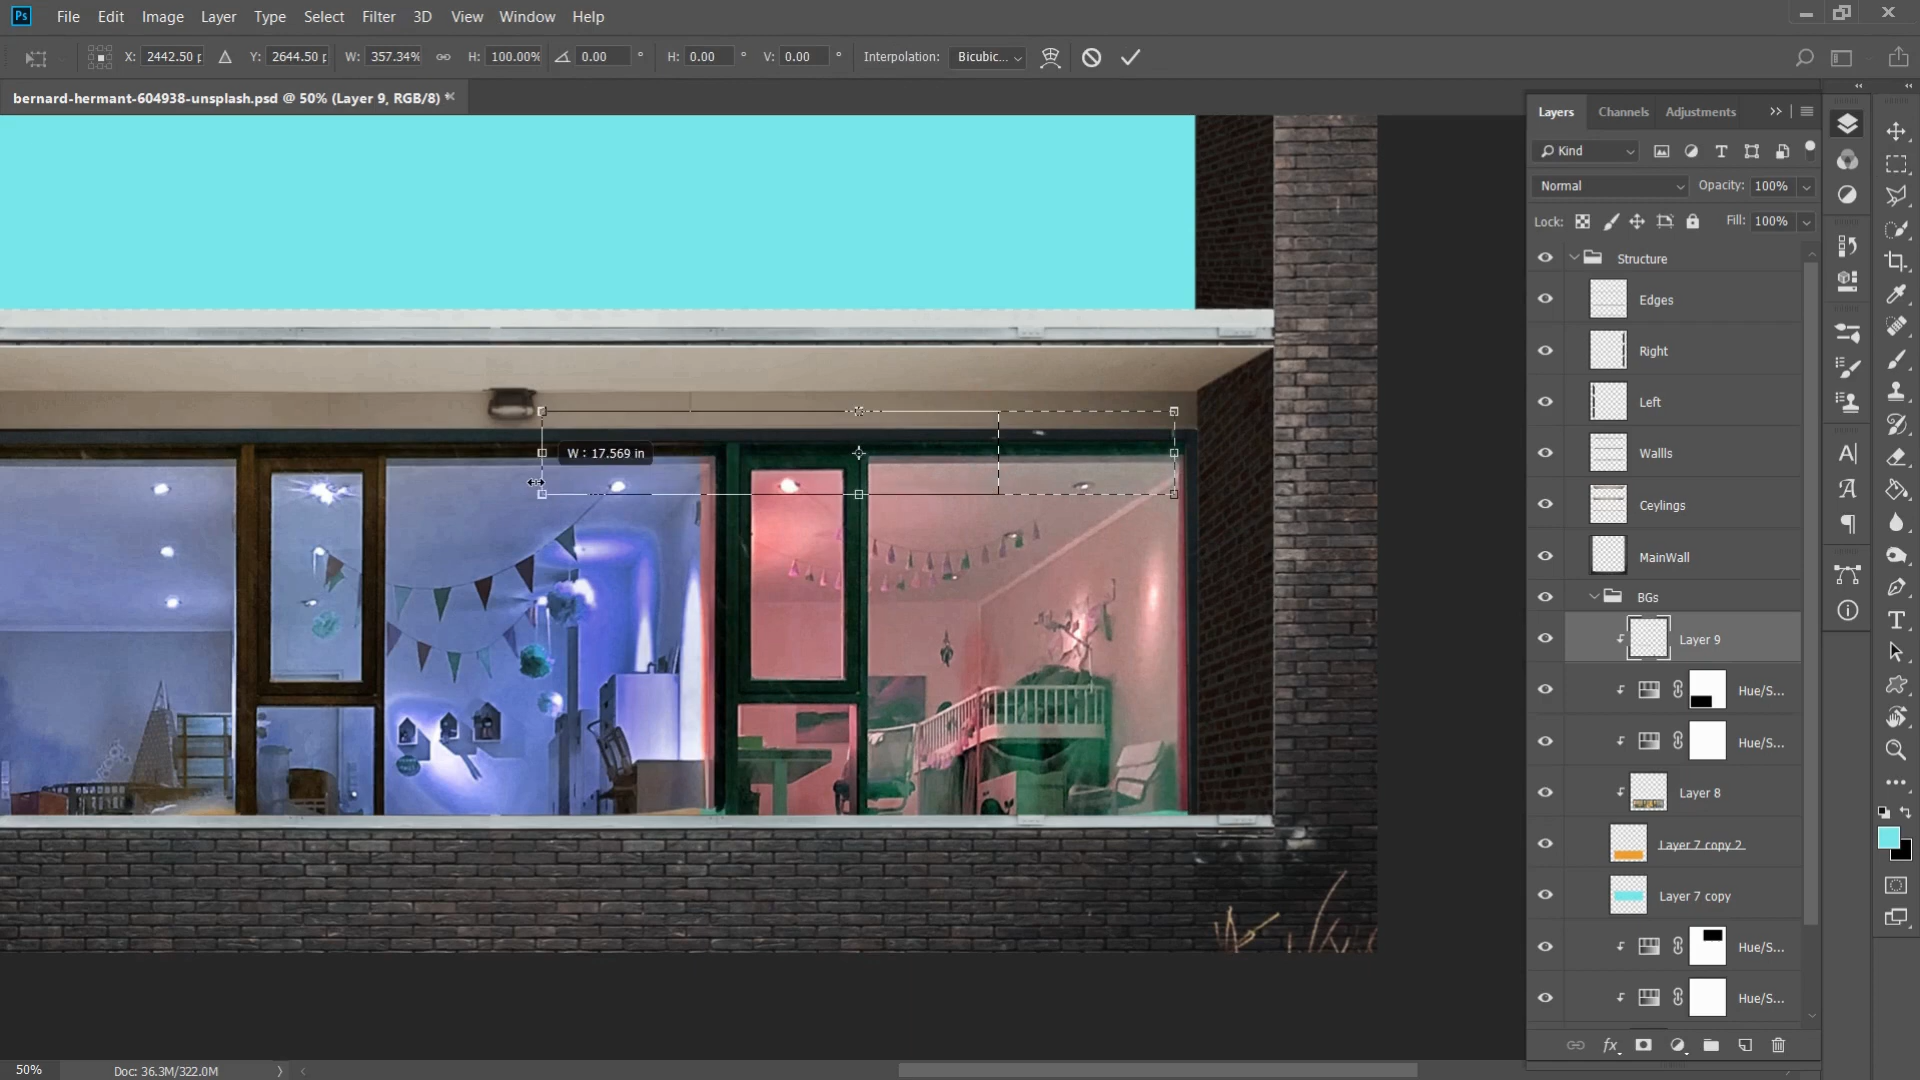 Ps File Edit Image Layer Type Select Filter 3D View Window Help
X: 2442.50 p Y: 2644.50 p W: 357.34% H: 100.00% 0.00 ° H: 0.00 ° V: 0.00 ° Interpolation: Bicubic...
bernard-hermant-604938-unsplash.psd @ 50% (Layer 9, RGB/8) *
Layers Channels Adjustments
Kind
Normal Opacity: 100%
Lock: Fill: 100%
Structure
Edges
Right
Left
Wallls
Ceylings
MainWall
BGs
Layer 9
Hue/S...
Hue/S...
Layer 8
Layer 7 copy 2
Layer 7 copy
Hue/S...
Hue/S...
W : 17.569 in
fx
50% Doc: 36.3M/322.0M